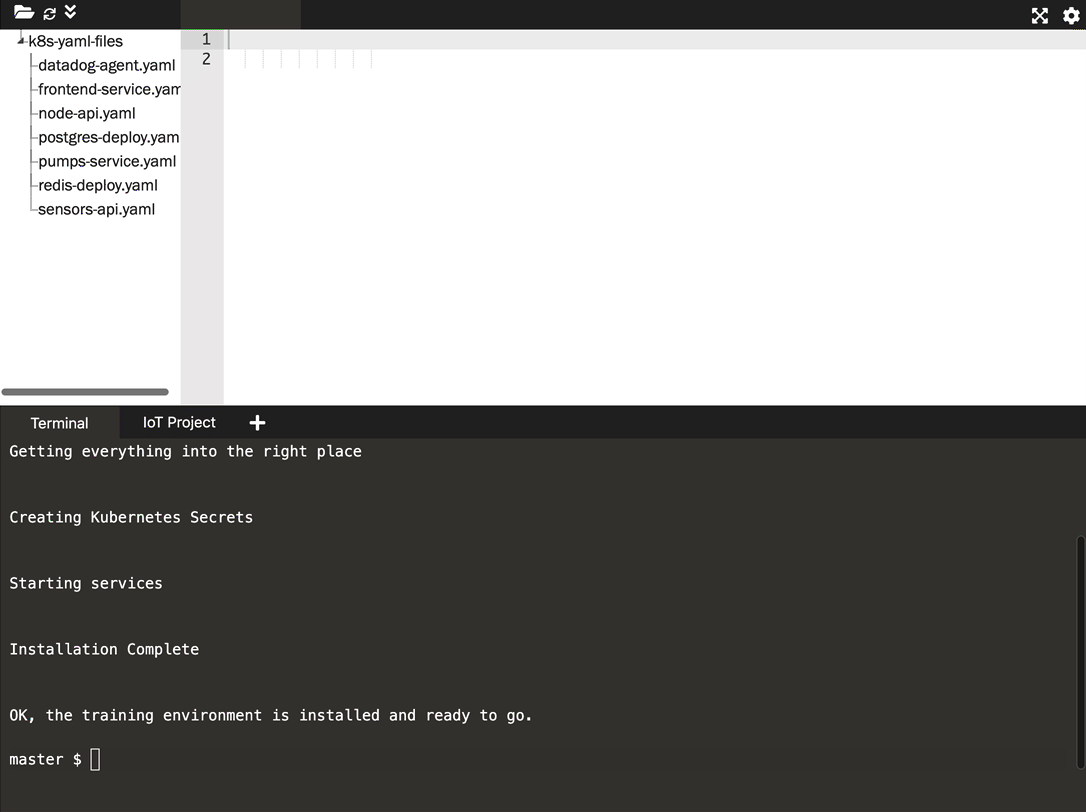 k8s-yaml-files
datadog-agent.yaml
frontend-service.yam
node-api.yaml
postgres-deploy.yam
pumps-service.yaml
redis-deploy.yaml
sensors-api.yaml
1
2
Terminal IoT Project
Getting everything into the right place
Creating Kubernetes Secrets
Starting services
Installation Complete
OK, the training environment is installed and ready to go.
master $